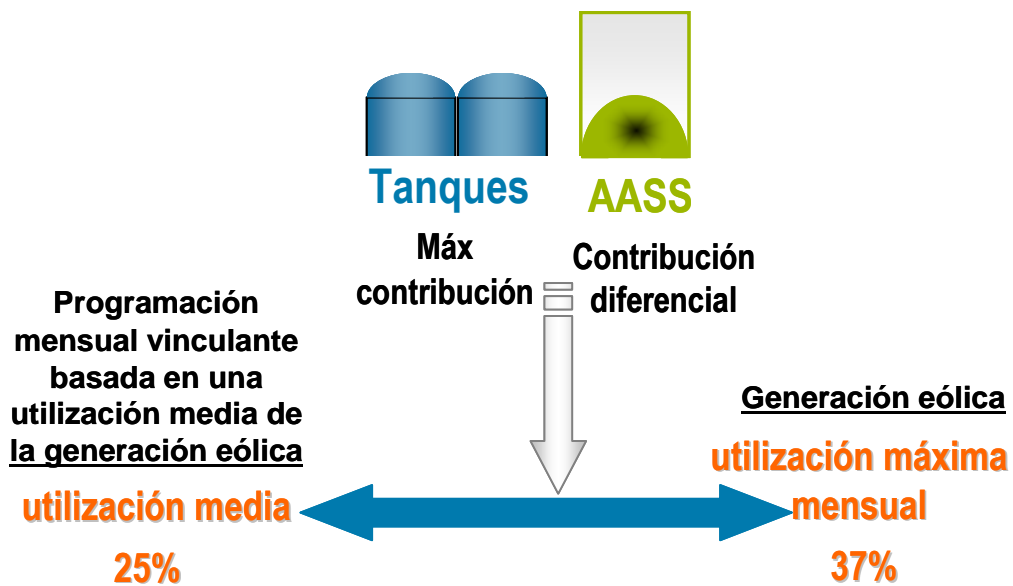 Tanques
AASS
Máx
contribución
Contribución
diferencial
Programación
mensual vinculante
basada en una
utilización media de
la generación eólica
utilización media
25%
Generación eólica
utilización máxima
mensual
37%